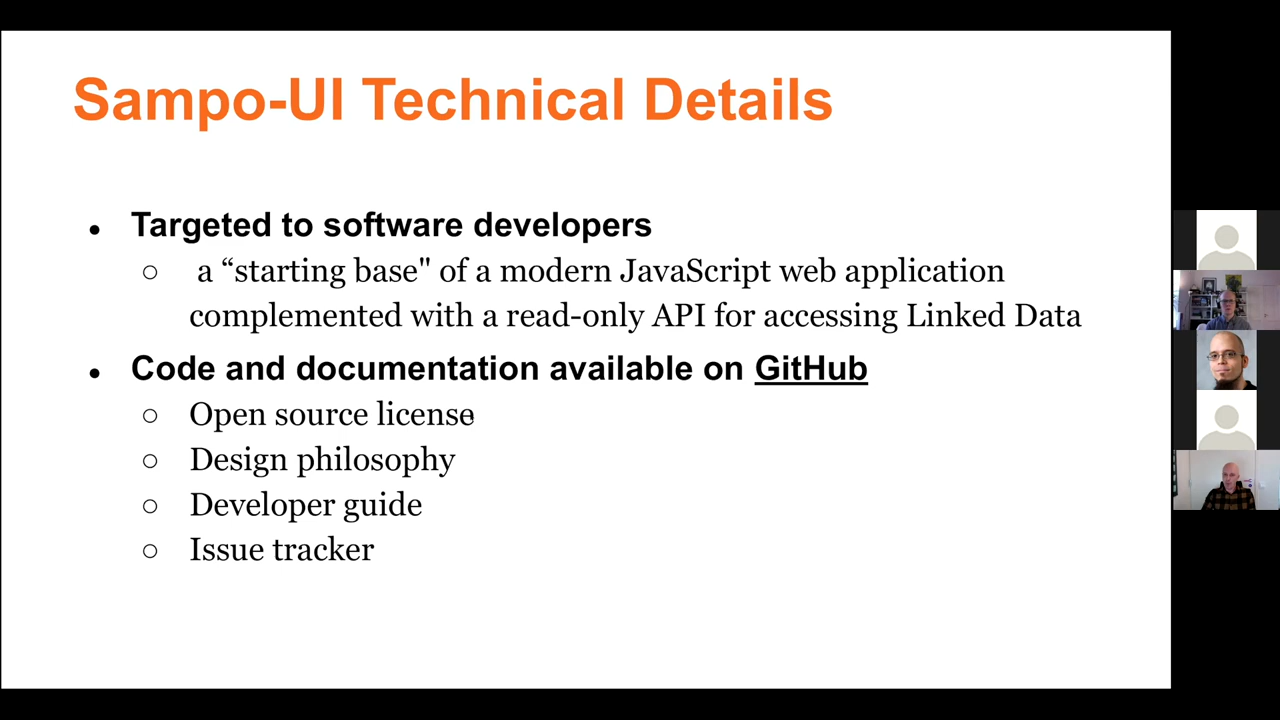 Sampo-UI Technical Details
● Targeted to software developers
○ a “starting base" of a modern JavaScript web application
complemented with a read-only API for accessing Linked Data
● Code and documentation available on GitHub
○ Open source license
○ Design philosophy
○ Developer guide
○ Issue tracker